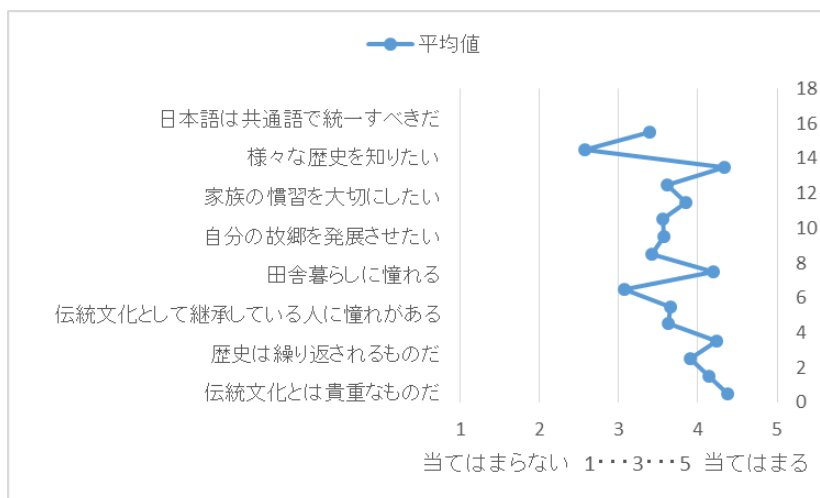 平均値
18
日本語は共通語で統一すべきだ
16
様々な歴史を知りたい
14
家族の慣習を大切にしたい
12
10
自分の故郷を発展させたい
8
田舎暮らしに憧れる
6
伝統文化として継承している人に憧れがある
4
歴史は繰り返されるものだ
2
伝統文化とは貴重なものだ
0
1 2 3 4 5
当てはまらない 1・・・3・・・5 当てはまる